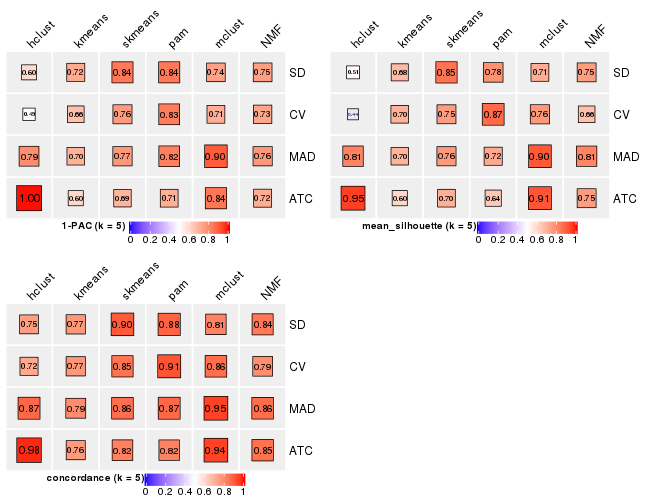 hclust kmeans skmeans pam mclust NMF
0.60 0.72 0.84 0.84 0.74 0.75 SD
0.49 0.66 0.76 0.83 0.71 0.73 CV
0.79 0.70 0.77 0.82 0.90 0.76 MAD
1.00 0.60 0.69 0.71 0.84 0.72 ATC
1-PAC (k = 5)
0 0.2 0.4 0.6 0.8 1
hclust kmeans skmeans pam mclust NMF
0.51 0.68 0.85 0.78 0.71 0.75 SD
0.44 0.70 0.75 0.87 0.76 0.66 CV
0.81 0.70 0.76 0.72 0.90 0.81 MAD
0.95 0.60 0.70 0.64 0.91 0.75 ATC
mean_silhouette (k = 5)
0 0.2 0.4 0.6 0.8 1
hclust kmeans skmeans pam mclust NMF
0.75 0.77 0.90 0.88 0.81 0.84 SD
0.72 0.77 0.85 0.91 0.86 0.79 CV
0.87 0.79 0.86 0.87 0.95 0.86 MAD
0.98 0.76 0.82 0.82 0.94 0.85 ATC
concordance (k = 5)
0 0.2 0.4 0.6 0.8 1